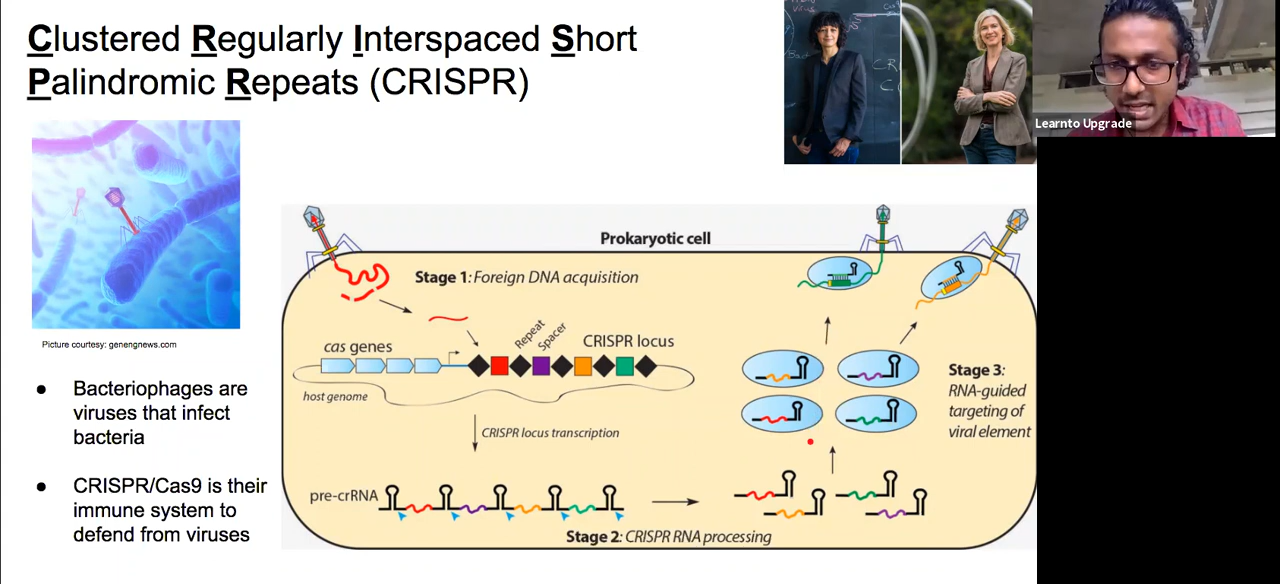 Clustered Regularly Interspaced Short
Palindromic Repeats (CRISPR)
Learnto Upgrade
Picture courtesy: genengnews.com
Bacteriophages are
viruses that infect
bacteria
CRISPR/Cas9 is their
immune system to
defend from viruses
Prokaryotic cell
Stage 1: Foreign DNA acquisition
cas genes
Repeat
Spacer
CRISPR locus
host genome
CRISPR locus transcription
pre-crRNA
Stage 2: CRISPR RNA processing
Stage 3:
RNA-guided
targeting of
viral element